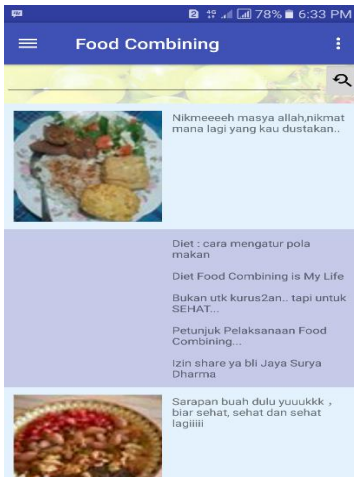 78% 6:33 PM
Food Combining
Nikmeeeeh masya allah,nikmat
mana lagi yang kau dustakan..
Diet : cara mengatur pola
makan
Diet Food Combining is My Life
Bukan utk kurus2an.. tapi untuk
SEHAT...
Petunjuk Pelaksanaan Food
Combining...
Izin share ya bli Jaya Surya
Dharma
Sarapan buah dulu yuuukkk ,
biar sehat, sehat dan sehat
lagiiiii